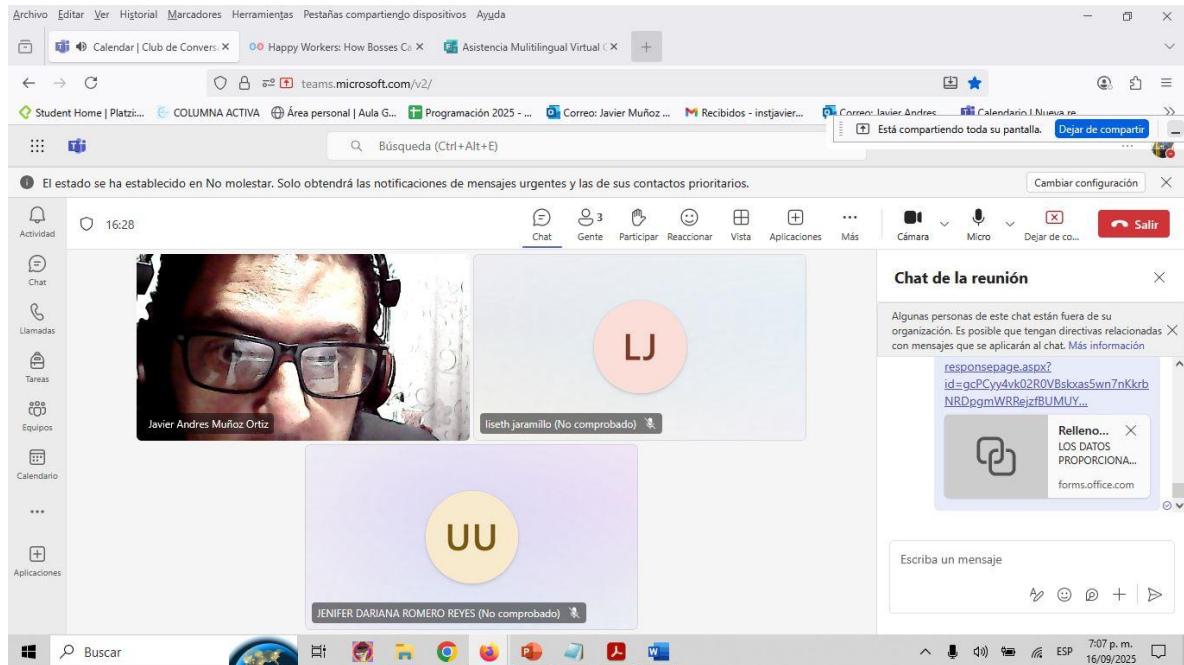 Archivo Editar Ver Historial Marcadores Herramientas Pestañas compartiendo dispositivos Ayuda
Calendar | Club de Convers.
Happy Workers: How Bosses Ca
Asistencia Mulitilingual Virtual C
teams.microsoft.com/v2/
Student Home | Platzi:...
COLUMNA ACTIVA
Área personal | Aula G...
Programación 2025 - ...
Correo: Javier Muñoz ...
Recibidos - instjavier...
Correo: Javier Andres
Calendario | Nueva re
Está compartiendo toda su pantalla.
Dejar de compartir
Búsqueda (Ctrl+Alt+E)
El estado se ha establecido en No molestar. Solo obtendrá las notificaciones de mensajes urgentes y las de sus contactos prioritarios.
Cambiar configuración
Actividad
Chat
Llamadas
Tareas
Equipos
Calendario
Aplicaciones
16:28
Chat
3
Gente
Participar
Reaccionar
Vista
Aplicaciones
Más
Cámara
Micro
Dejar de co...
Salir
Javier Andres Muñoz Ortiz
LJ
liseth jaramillo (No comprobado)
UU
JENIFER DARIANA ROMERO REYES (No comprobado)
Chat de la reunión
Algunas personas de este chat están fuera de su
organización. Es posible que tengan directivas relacionadas
con mensajes que se aplicarán al chat. Más información
responsepage.aspx?
id=gcPCyy4vk02R0VBskxas5wn7nKkrb
NRDpgmWRRejzfBUMUY...
Relleno...
LOS DATOS
PROPORCIONA...
forms.office.com
Escriba un mensaje
Buscar
ESP
7:07 p. m.
16/09/2025